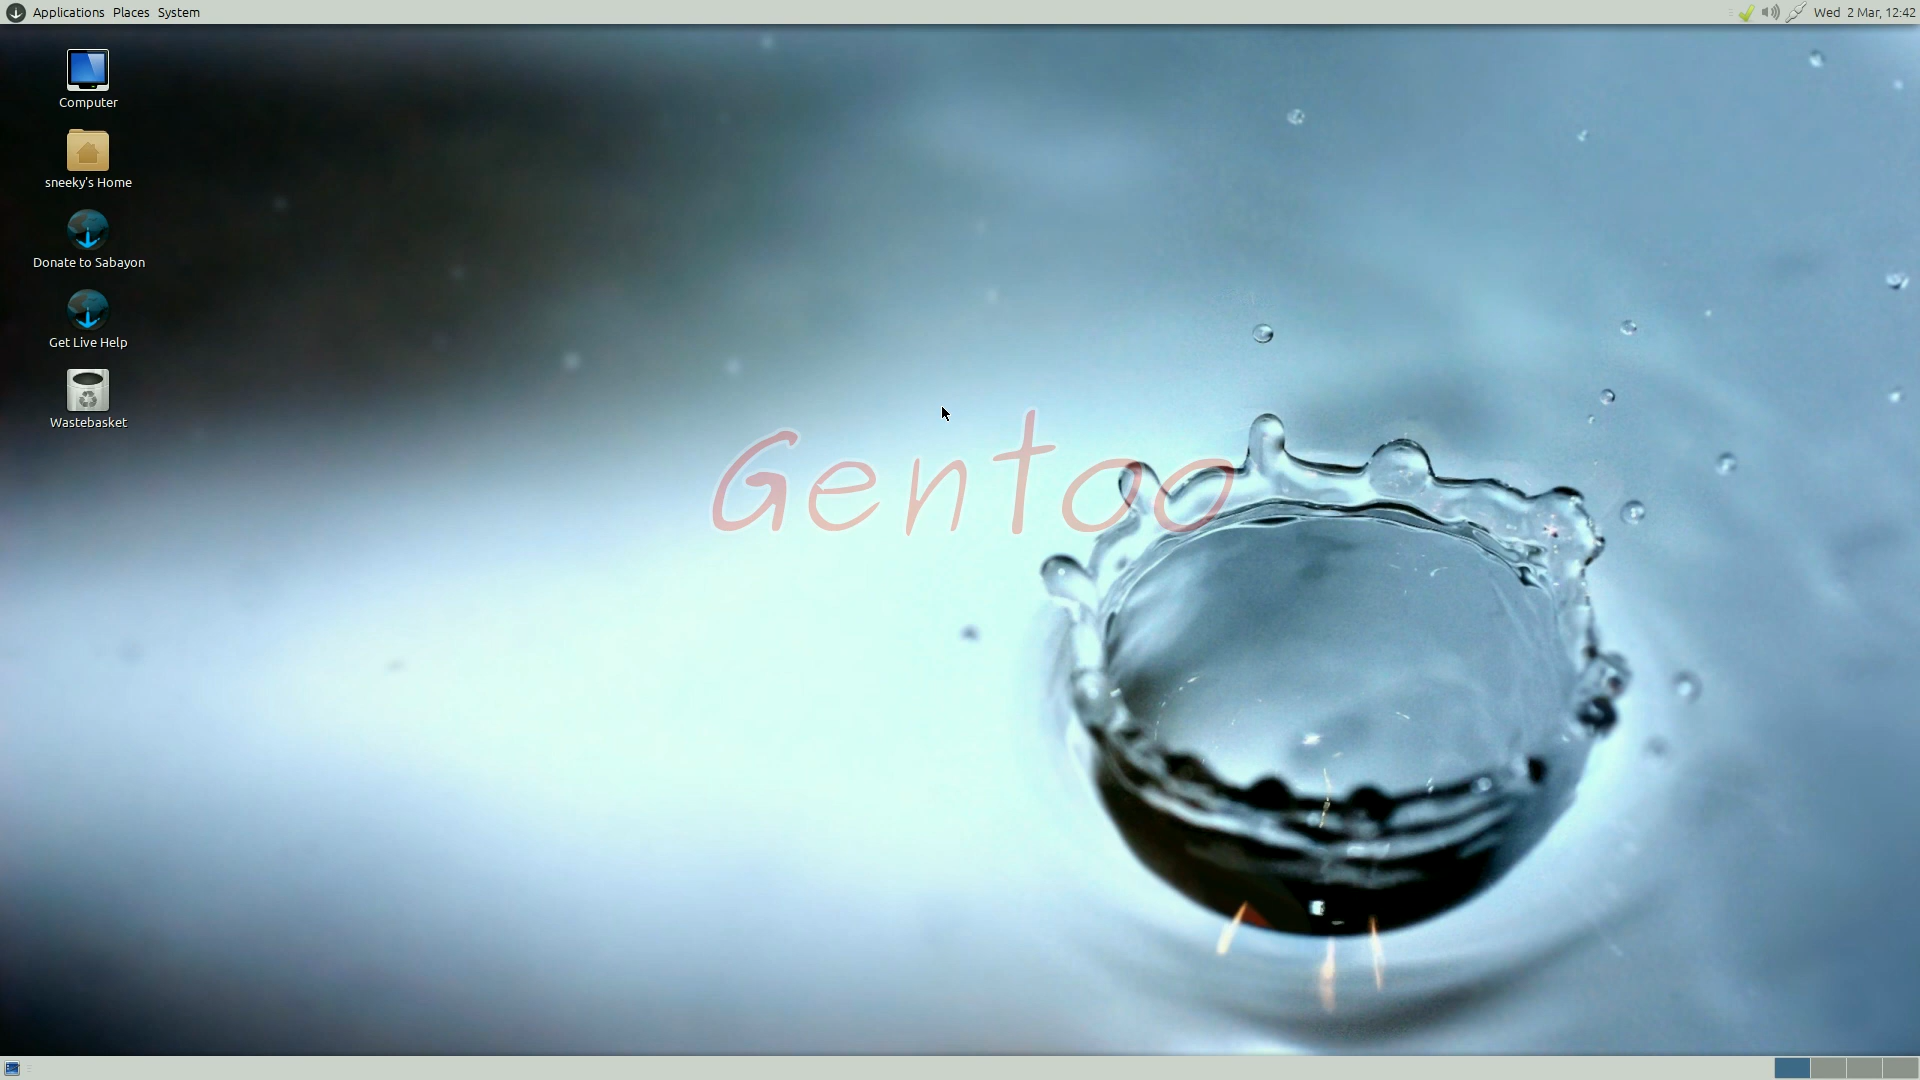 Applications Places System
Wed 2 Mar, 12:42
Computer
sneeky's Home
Donate to Sabayon
Get Live Help
Wastebasket
Gentoo